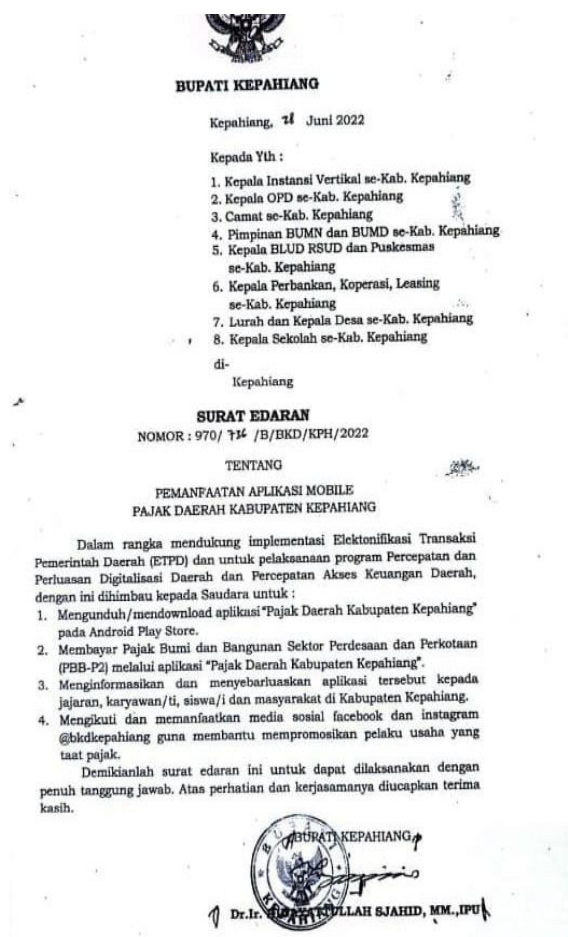 BUPATI KEPAHIANG
Kepahiang, 28 Juni 2022
Kepada Yth :
1. Kepala Instansi Vertikal se-Kab. Kepahiang
2. Kepala OPD se-Kab. Kepahiang
3. Camat se-Kab. Kepahiang
4. Pimpinan BUMN dan BUMD se-Kab. Kepahiang
5. Kepala BLUD RSUD dan Puskesmas
se-Kab. Kepahiang
6. Kepala Perbankan, Koperasi, Leasing
se-Kab. Kepahiang
7. Lurah dan Kepala Desa se-Kab. Kepahiang
8. Kepala Sekolah se-Kab. Kepahiang
di-
Kepahiang
SURAT EDARAN
NOMOR : 970/ 736 /B/BKD/KPH/2022
TENTANG
PEMANFAATAN APLIKASI MOBILE
PAJAK DAERAH KABUPATEN KEPAHIANG
Dalam rangka mendukung implementasi Elektonifikasi Transaksi
Pemerintah Daerah (ETPD) dan untuk pelaksanaan program Percepatan dan
Perluasan Digitalisasi Daerah dan Percepatan Akses Keuangan Daerah,
dengan ini dihimbau kepada Saudara untuk :
1. Mengunduh/mendownload aplikasi "Pajak Daerah Kabupaten Kepahiang"
pada Android Play Store.
2. Membayar Pajak Bumi dan Bangunan Sektor Perdesaan dan Perkotaan
(PBB-P2) melalui aplikasi "Pajak Daerah Kabupaten Kepahiang".
3. Menginformasikan dan menyebarluaskan aplikasi tersebut kepada
jajaran, karyawan/ti, siswa/i dan masyarakat di Kabupaten Kepahiang.
4. Mengikuti dan memanfaatkan media sosial facebook dan instagram
@bkdkepahiang guna membantu mempromosikan pelaku usaha yang
taat pajak.
Demikianlah surat edaran ini untuk dapat dilaksanakan dengan
penuh tanggung jawab. Atas perhatian dan kerjasamanya diucapkan terima
kasih.
BUPATI KEPAHIANG
BUPATI
KEPAHIANG
Dr.Ir. SJAHID, MM.,IPU